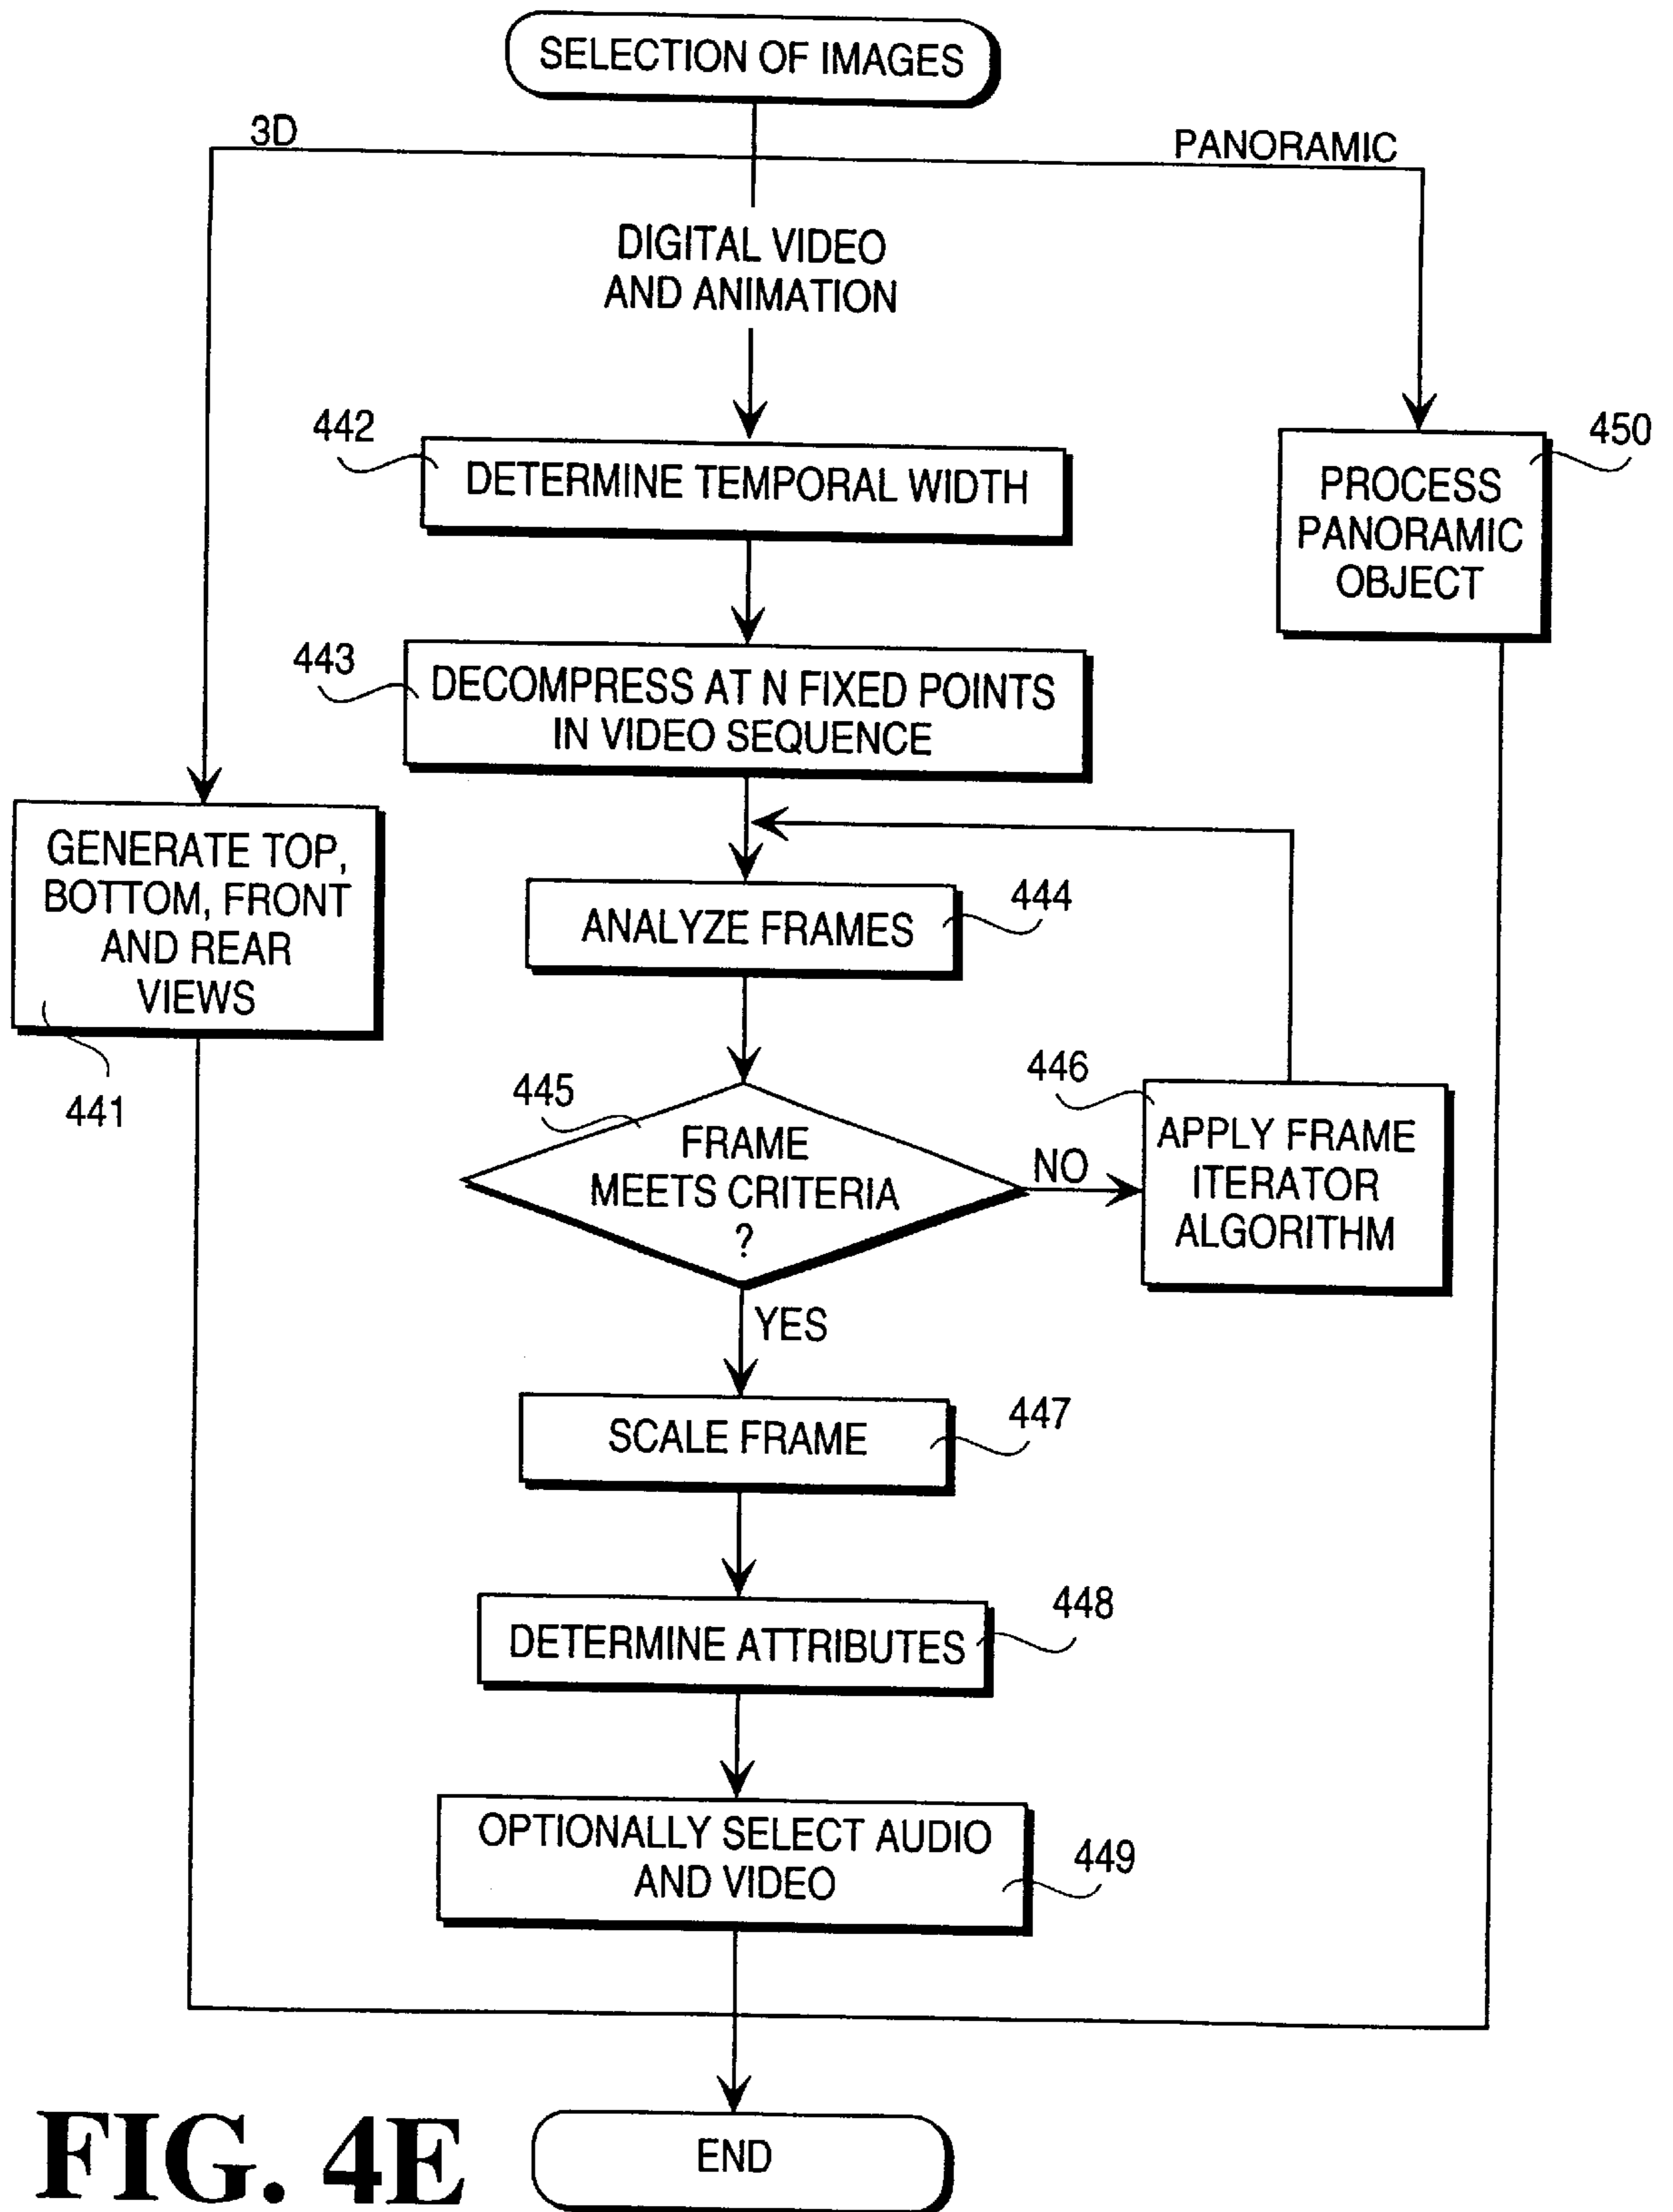 SELECTION OF IMAGES
3D
PANORAMIC
DIGITAL VIDEO
AND ANIMATION
442
DETERMINE TEMPORAL WIDTH
450
PROCESS
PANORAMIC
OBJECT
443
DECOMPRESS AT N FIXED POINTS
IN VIDEO SEQUENCE
GENERATE TOP,
BOTTOM, FRONT
AND REAR
VIEWS
441
ANALYZE FRAMES
444
445
FRAME
MEETS CRITERIA
?
NO
446
APPLY FRAME
ITERATOR
ALGORITHM
YES
SCALE FRAME
447
DETERMINE ATTRIBUTES
448
OPTIONALLY SELECT AUDIO
AND VIDEO
449
END
FIG. 4E